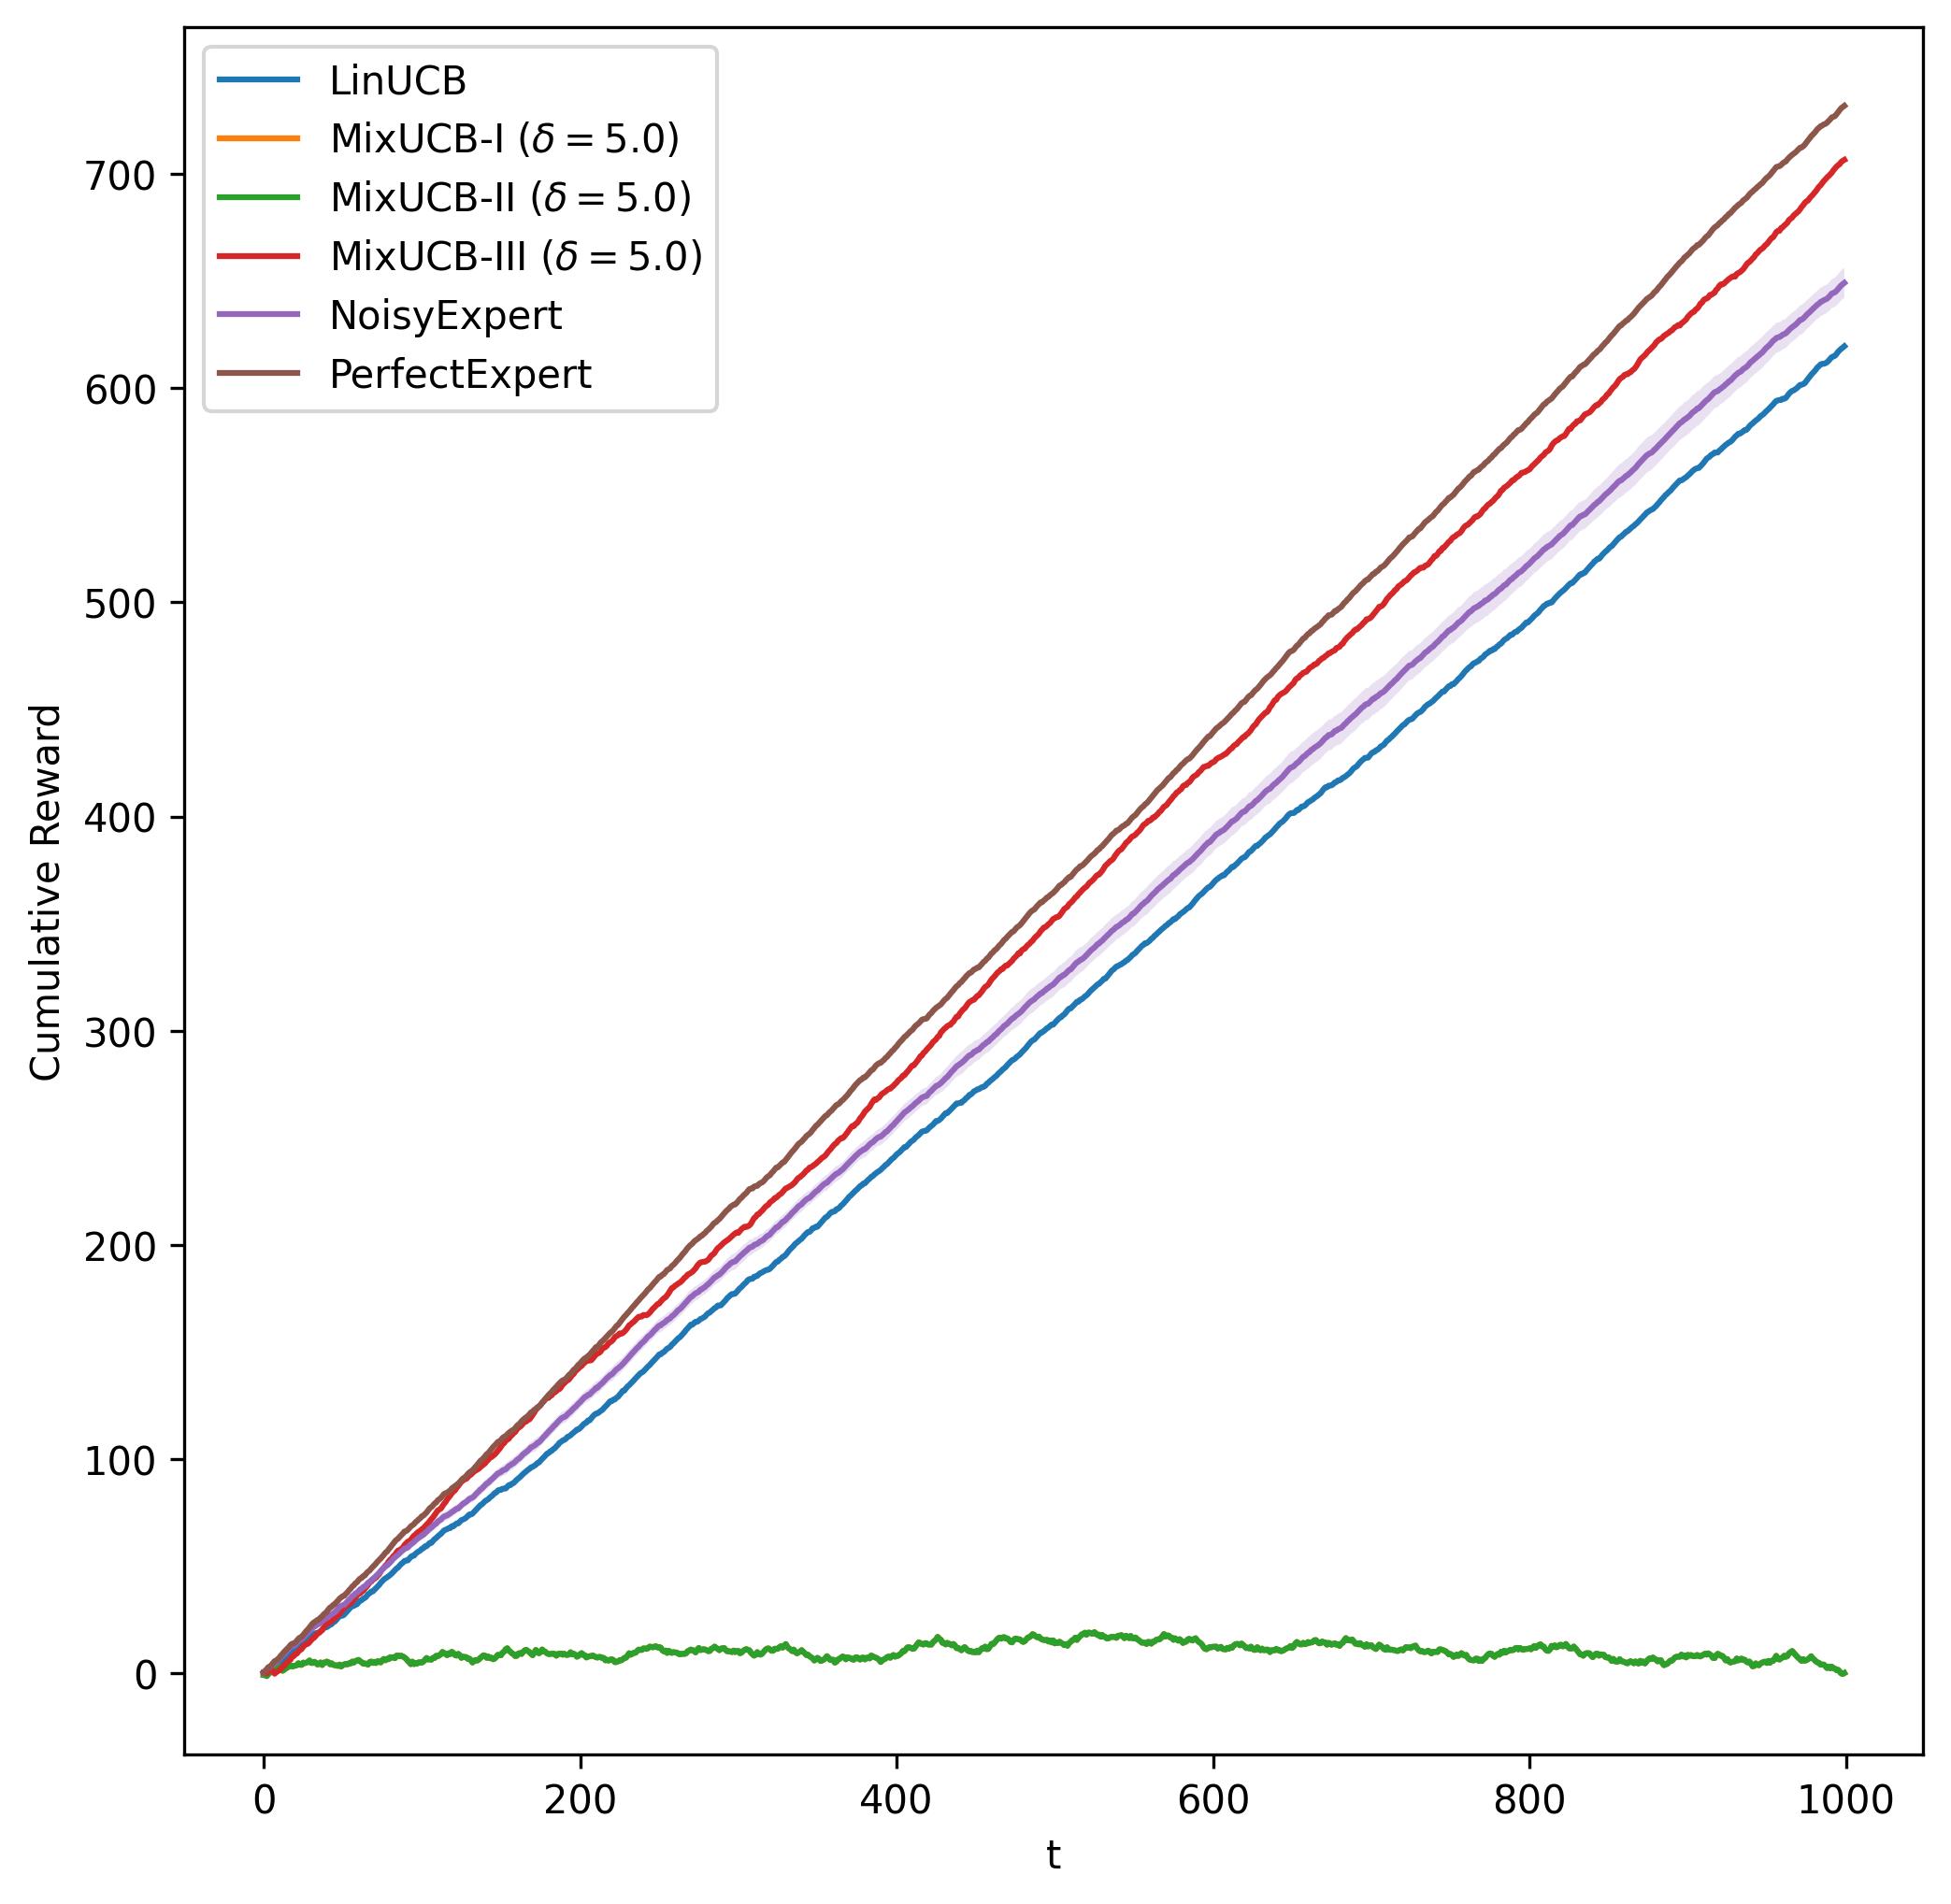 LinUCB
MixUCB-I (δ = 5.0)
MixUCB-II (δ = 5.0)
MixUCB-III (δ = 5.0)
NoisyExpert
PerfectExpert
Cumulative Reward
700
600
500
400
300
200
100
0
0 200 400 600 800 1000
t